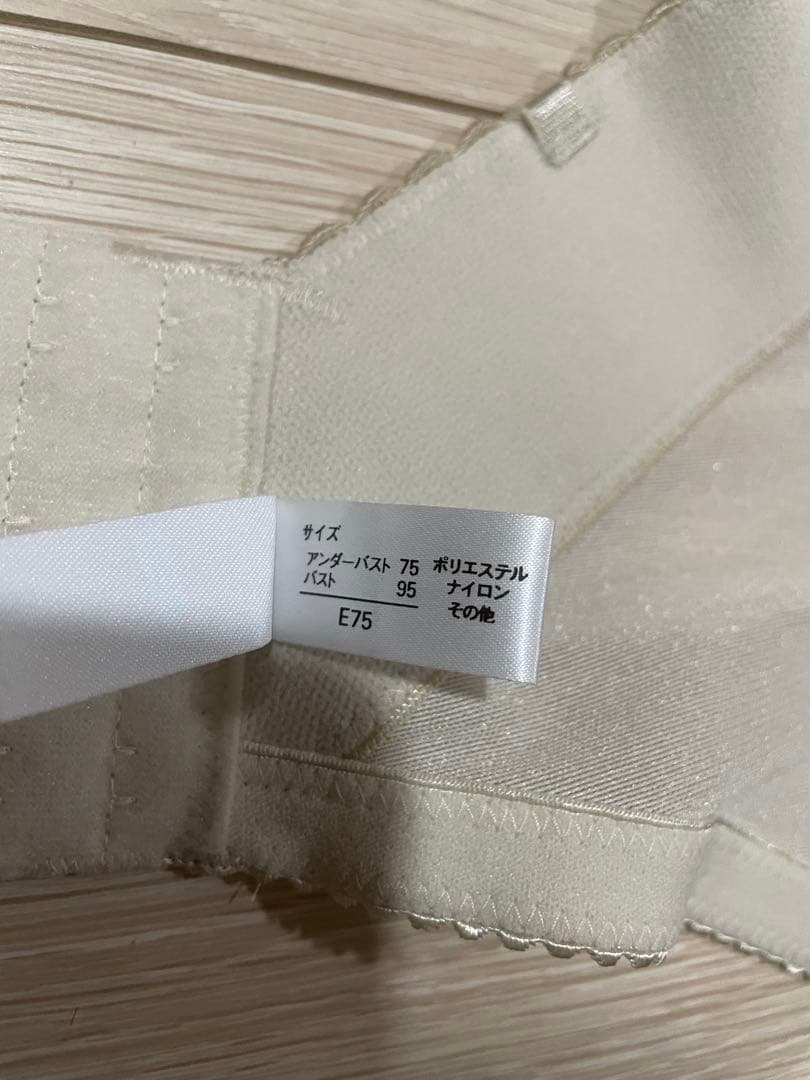 サイズ
アンダーバスト 75
バスト 95
E75
ポリエステル
ナイロン
その他